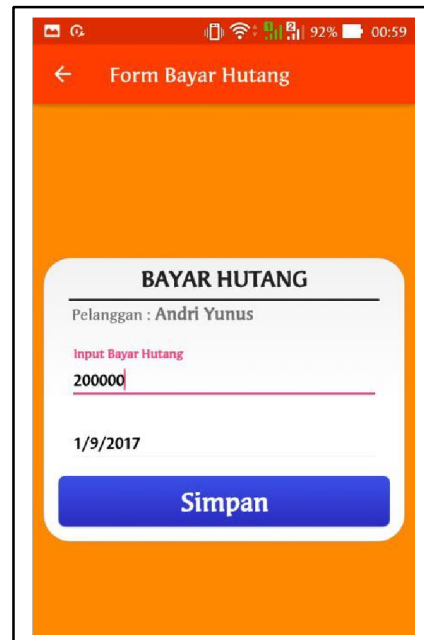 92% 00:59
Form Bayar Hutang
BAYAR HUTANG
Pelanggan : Andri Yunus
Input Bayar Hutang
200000
1/9/2017
Simpan